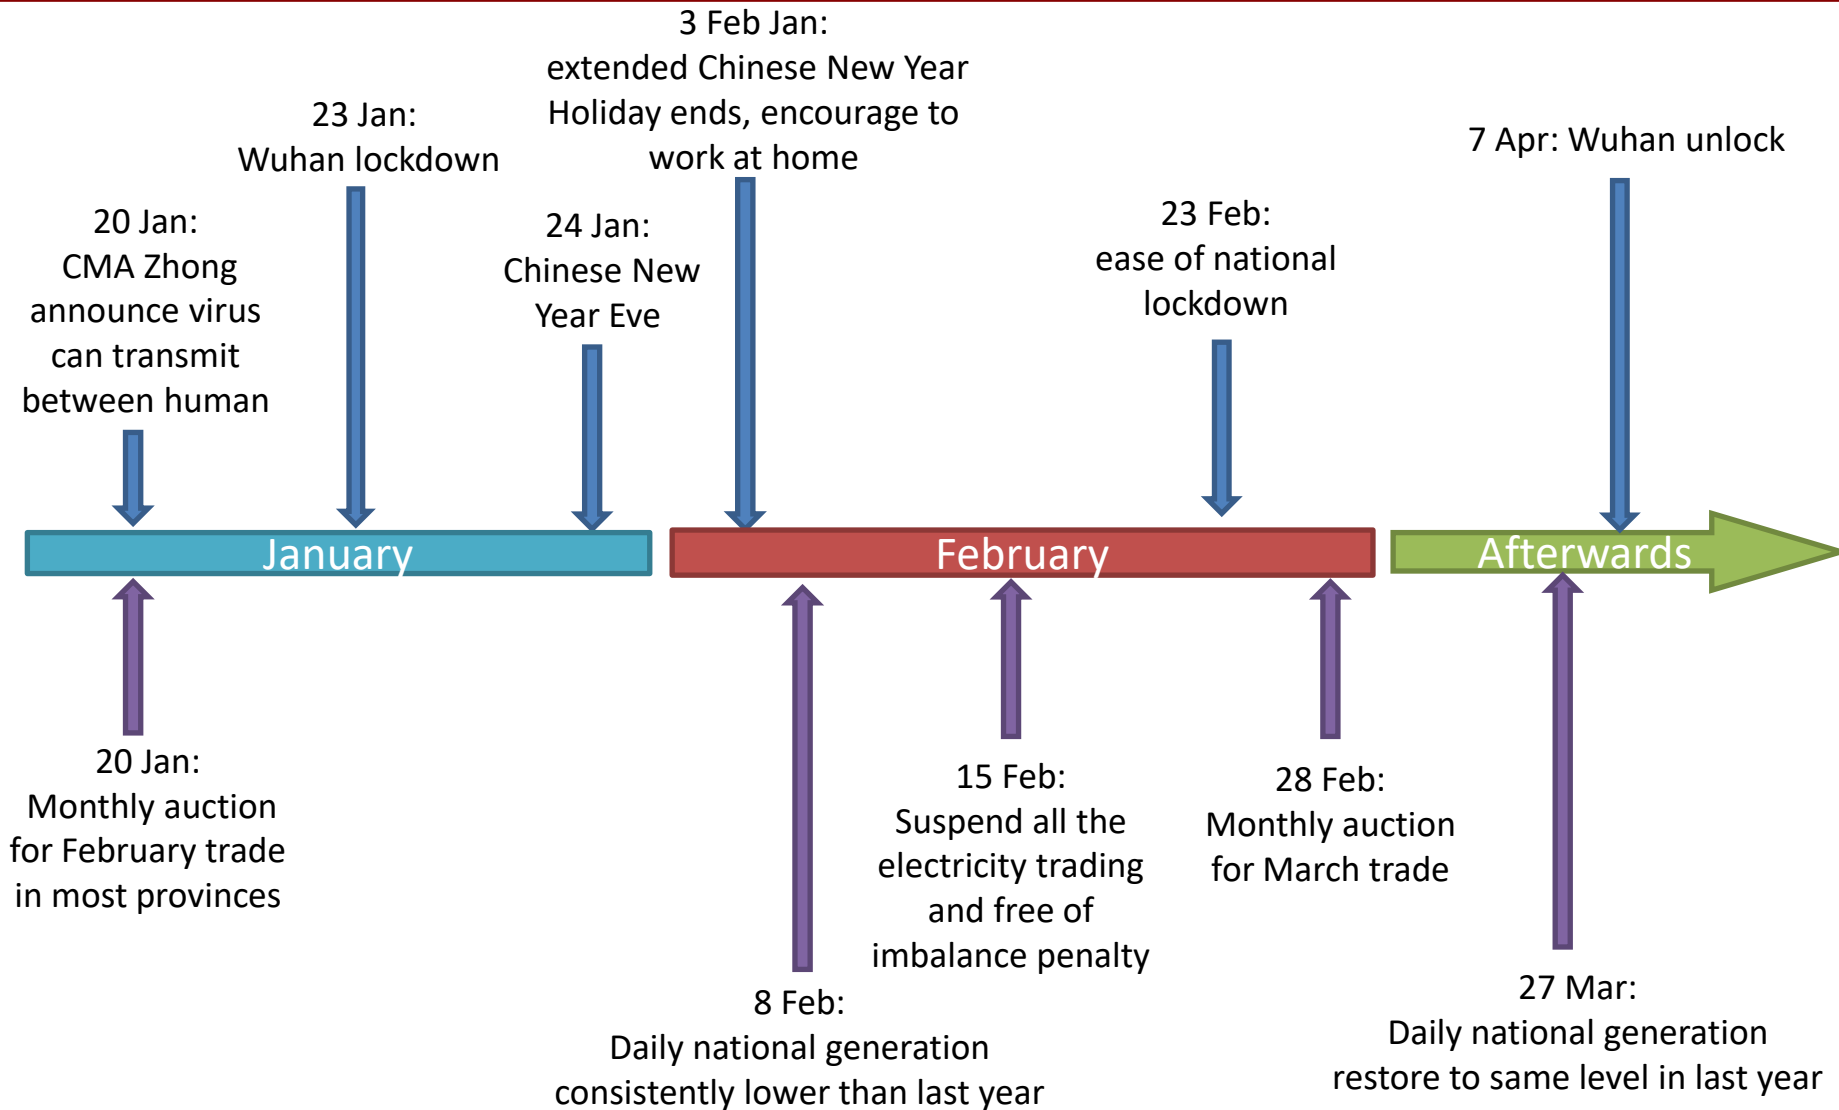 3 Feb Jan:
extended Chinese New Year
Holiday ends, encourage to
work at home
23 Jan:
Wuhan lockdown
7 Apr: Wuhan unlock
20 Jan:
CMA Zhong
announce virus
can transmit
between human
24 Jan:
Chinese New
Year Eve
23 Feb:
ease of national
lockdown
January
February
Afterwards
20 Jan:
Monthly auction
for February trade
in most provinces
15 Feb:
Suspend all the
electricity trading
and free of
imbalance penalty
28 Feb:
Monthly auction
for March trade
8 Feb:
Daily national generation
consistently lower than last year
27 Mar:
Daily national generation
restore to same level in last year